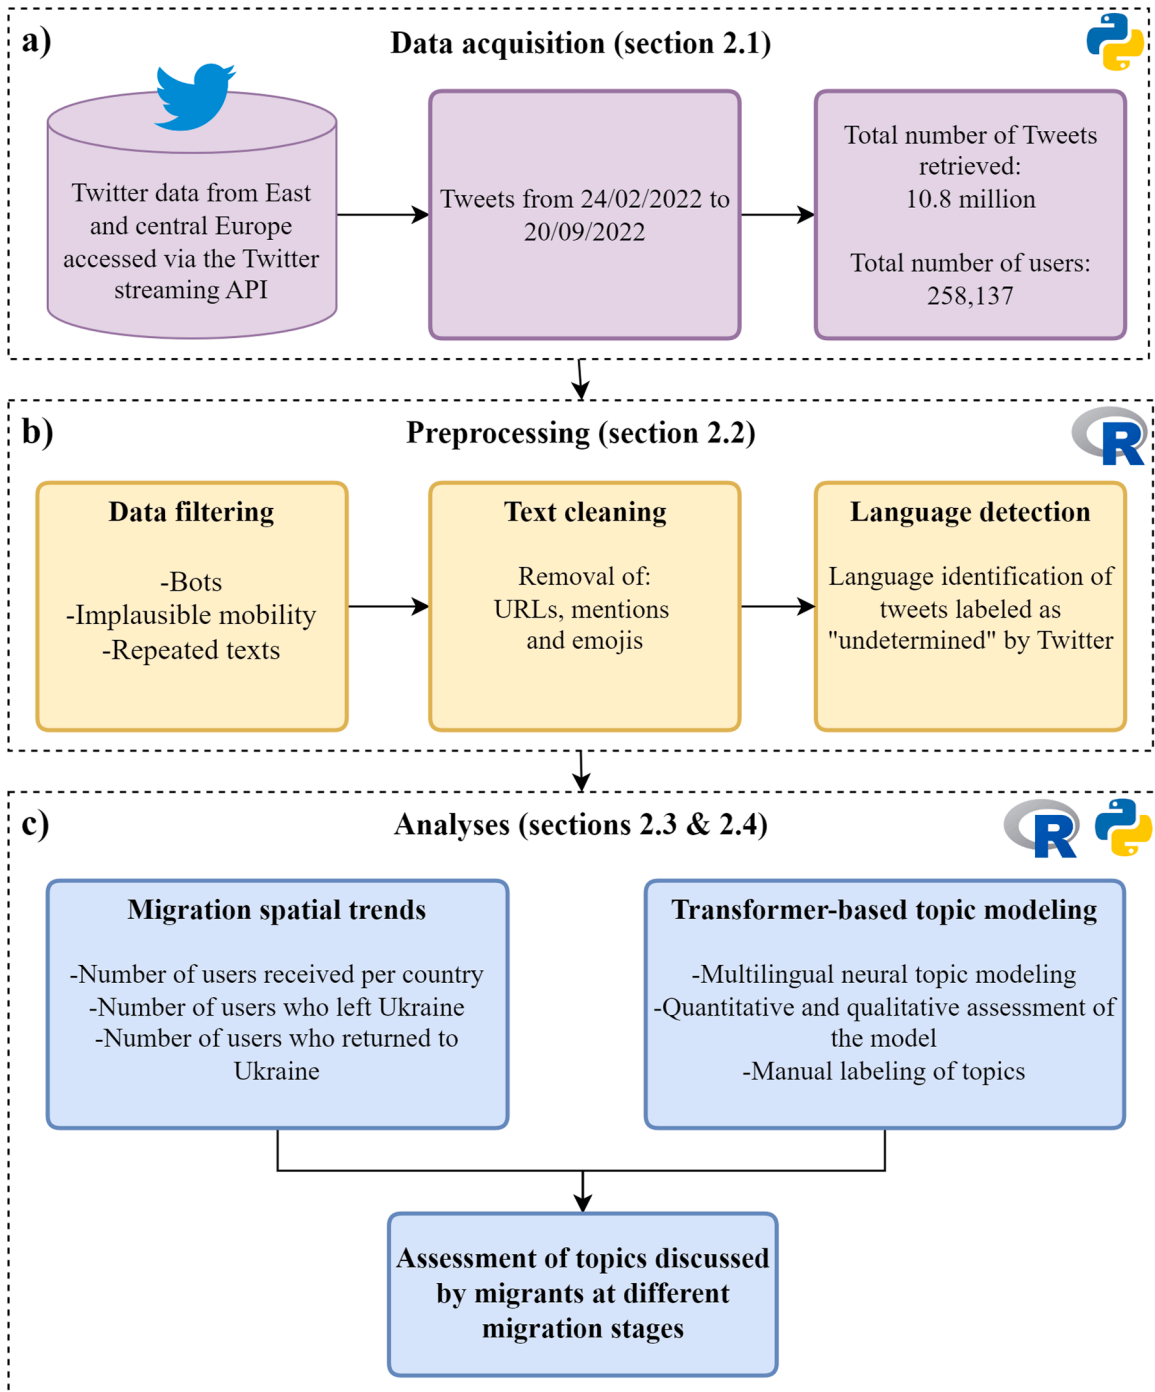 a)
Data acquisition (section 2.1)
Twitter data from East
and central Europe
accessed via the Twitter
streaming API
Tweets from 24/02/2022 to
20/09/2022
Total number of Tweets
retrieved:
10.8 million
Total number of users:
258,137
b)
Preprocessing (section 2.2)
R
Data filtering
-Bots
-Implausible mobility
-Repeated texts
Text cleaning
Removal of:
URLs, mentions
and emojis
Language detection
Language identification of
tweets labeled as
"undetermined" by Twitter
c)
Analyses (sections 2.3 & 2.4)
R
Migration spatial trends
-Number of users received per country
-Number of users who left Ukraine
-Number of users who returned to
Ukraine
Transformer-based topic modeling
-Multilingual neural topic modeling
-Quantitative and qualitative assessment of
the model
-Manual labeling of topics
Assessment of topics discussed
by migrants at different
migration stages